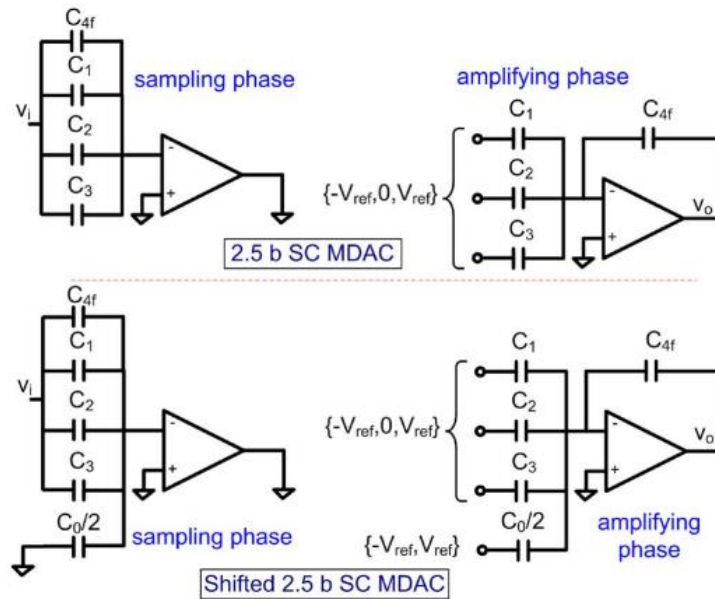 C4f
C1
sampling phase
vi
C2
C3
-
+
amplifying phase
C1
C4f
C2
{-Vref,0,Vref}
C3
-
+
vo
2.5 b SC MDAC
C4f
C1
vi
C2
C3
-
+
C0/2
sampling phase
C1
C4f
C2
{-Vref,0,Vref}
C3
-
+
vo
C0/2
{-Vref,Vref}
amplifying
phase
Shifted 2.5 b SC MDAC